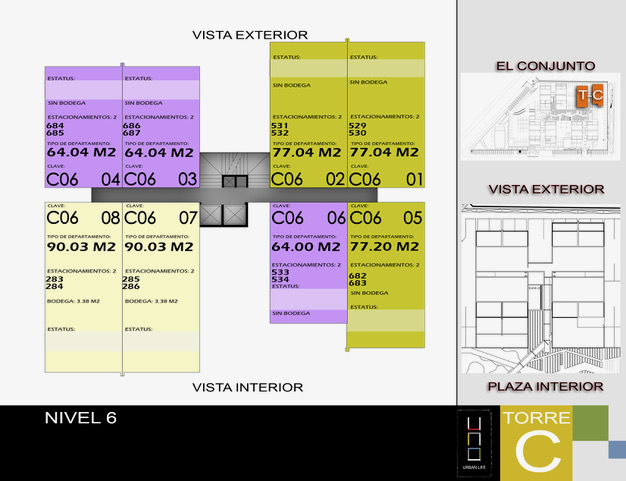 VISTA EXTERIOR
ESTATUS:
SIN BODEGA
ESTACIONAMIENTOS: 2
684
685
TIPO DE DEPARTAMENTO:
64.04 M2
CLAVE:
C06 04
ESTATUS:
SIN BODEGA
ESTACIONAMIENTOS: 2
686
687
TIPO DE DEPARTAMENTO:
64.04 M2
CLAVE:
C06 03
ESTATUS:
SIN BODEGA
ESTACIONAMIENTOS: 2
531
532
TIPO DE DEPARTAMENTO:
77.04 M2
CLAVE:
C06 02
ESTATUS:
SIN BODEGA
ESTACIONAMIENTOS: 2
529
530
TIPO DE DEPARTAMENTO:
77.04 M2
CLAVE:
C06 01
CLAVE:
C06 08
TIPO DE DEPARTAMENTO:
90.03 M2
ESTACIONAMIENTOS: 2
283
284
BODEGA: 3.38 M2
ESTATUS:
CLAVE:
C06 07
TIPO DE DEPARTAMENTO:
90.03 M2
ESTACIONAMIENTOS: 2
285
286
BODEGA: 3.38 M2
ESTATUS:
CLAVE:
C06 06
TIPO DE DEPARTAMENTO:
64.00 M2
ESTACIONAMIENTOS: 2
533
534
ESTATUS:
SIN BODEGA
CLAVE:
C06 05
TIPO DE DEPARTAMENTO:
77.20 M2
ESTACIONAMIENTOS: 2
682
683
SIN BODEGA
ESTATUS:
VISTA INTERIOR
EL CONJUNTO
T-C
VISTA EXTERIOR
PLAZA INTERIOR
NIVEL 6
uno
URBAN LIFE
TORRE
C